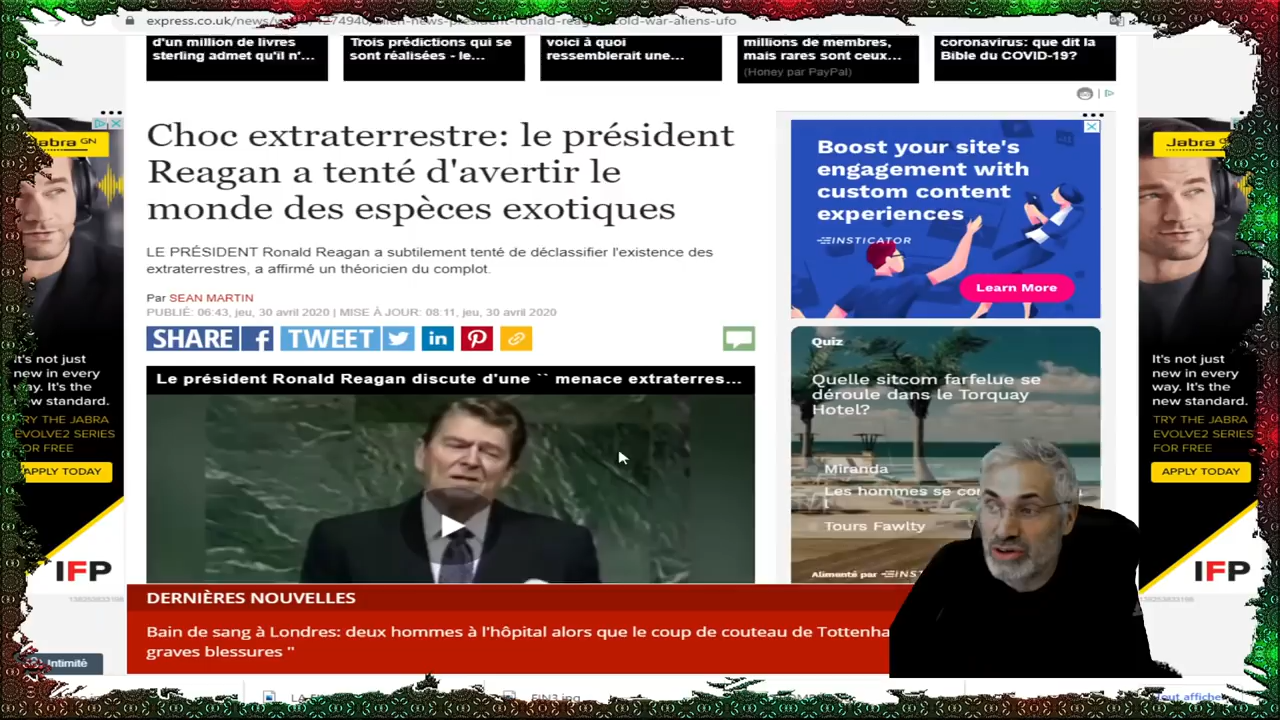 express.co.uk/news/
-president-ronald-reag
cold-war-aliens-ufo
d'un million de livres
sterling admet qu'il n'...
Trois prédictions qui se
sont réalisées - le...
voici à quoi
ressemblerait une...
millions de membres,
mais rares sont ceux...
(Honey par PayPal)
coronavirus: que dit la
Bible du COVID-19?
Choc extraterrestre: le président
Reagan a tenté d'avertir le
monde des espèces exotiques
LE PRÉSIDENT Ronald Reagan a subtilement tenté de déclassifier l'existence des
extraterrestres, a affirmé un théoricien du complot.
Par SEAN MARTIN
PUBLIÉ: 06:43, jeu, 30 avril 2020 | MISE À JOUR: 08:11, jeu, 30 avril 2020
SHARE
TWEET
in
Le président Ronald Reagan discute d'une `` menace extraterres...
DERNIÈRES NOUVELLES
Bain de sang à Londres: deux hommes à l'hôpital alors que le coup de couteau de Tottenha
graves blessures "
Boost your site's
engagement with
custom content
experiences
INSTICATOR
Learn More
Quiz
Quelle sitcom farfelue se
déroule dans le Torquay
Hotel?
Miranda
Les hommes se co
Tours Fawlty
Alimenté par INST
Jabra GN
It's not just
new in every
way. It's the
new standard.
TRY THE JABRA
EVOLVE2 SERIES
FOR FREE
APPLY TODAY
IFP
Jabra
It's not just
new in every
way. It's the
new standard.
TRY THE JABRA
EVOLVE2 SERIES
FOR FREE
APPLY TODAY
IFP
Intimité
FIN3.jpg
tout affiche